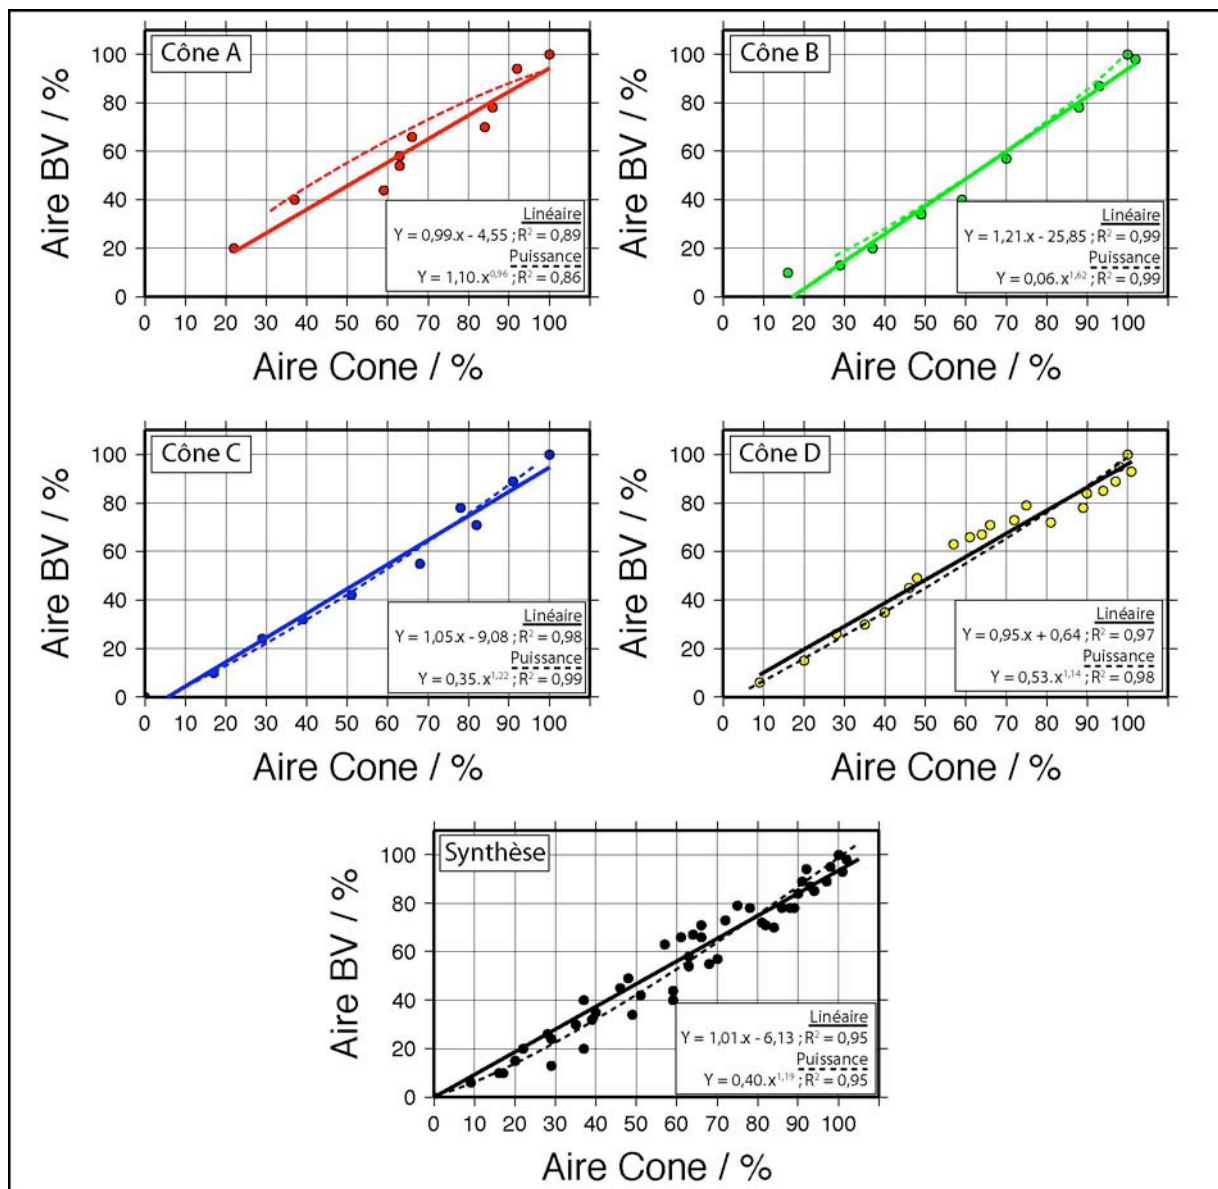 Cône A
Aire BV / %
100
80
60
40
20
0
Linéaire
Y = 0,99.x - 4,55 ; R² = 0,89
Puissance
Y = 1,10.x^0,96 ; R² = 0,86
0 10 20 30 40 50 60 70 80 90 100
Aire Cone / %
Cône B
Aire BV / %
100
80
60
40
20
0
Linéaire
Y = 1,21.x - 25,85 ; R² = 0,99
Puissance
Y = 0,06.x^1,62 ; R² = 0,99
0 10 20 30 40 50 60 70 80 90 100
Aire Cone / %
Cône C
Aire BV / %
100
80
60
40
20
0
Linéaire
Y = 1,05.x - 9,08 ; R² = 0,98
Puissance
Y = 0,35.x^1,22 ; R² = 0,99
0 10 20 30 40 50 60 70 80 90 100
Aire Cone / %
Cône D
Aire BV / %
100
80
60
40
20
0
Linéaire
Y = 0,95.x + 0,64 ; R² = 0,97
Puissance
Y = 0,53.x^1,14 ; R² = 0,98
0 10 20 30 40 50 60 70 80 90 100
Aire Cone / %
Synthèse
Aire BV / %
100
80
60
40
20
0
Linéaire
Y = 1,01.x - 6,13 ; R² = 0,95
Puissance
Y = 0,40.x^1,19 ; R² = 0,95
0 10 20 30 40 50 60 70 80 90 100
Aire Cone / %